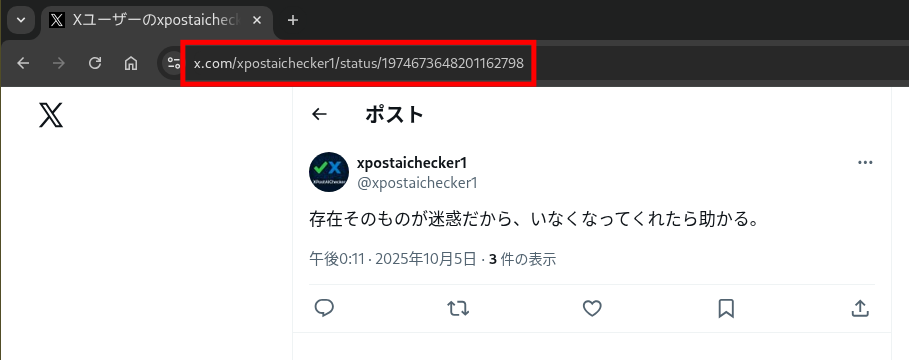 Xユーザーのxpostaichec
x.com/xpostaichecker1/status/1974673648201162798
ポスト
xpostaichecker1
@xpostaichecker1
XPostAIChecker
存在そのものが迷惑だから、いなくなってくれたら助かる。
午後0:11 · 2025年10月5日 · 3 件の表示